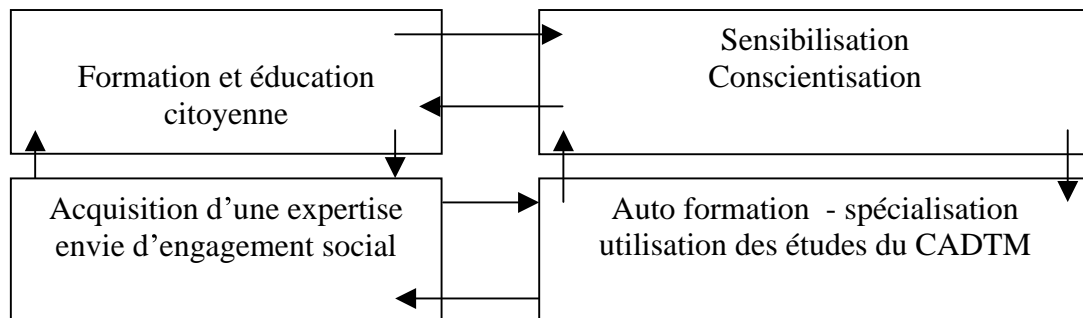 Formation et éducation
citoyenne
Sensibilisation
Conscientisation
Acquisition d’une expertise
envie d’engagement social
Auto formation - spécialisation
utilisation des études du CADTM